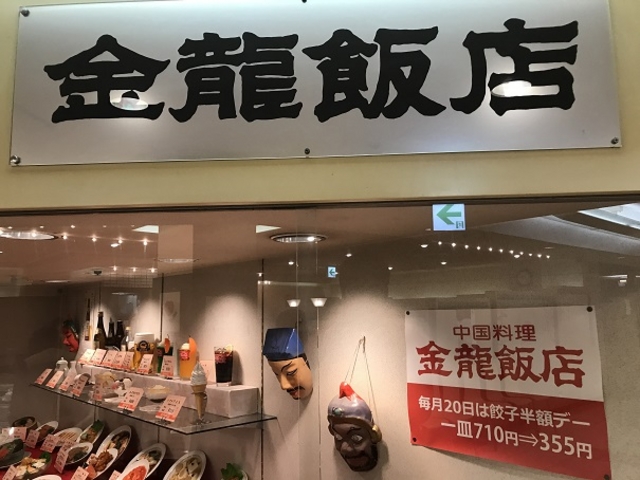 金龍飯店
中国料理
金龍飯店
毎月20日は餃子半額デー
一皿710円⇒355円